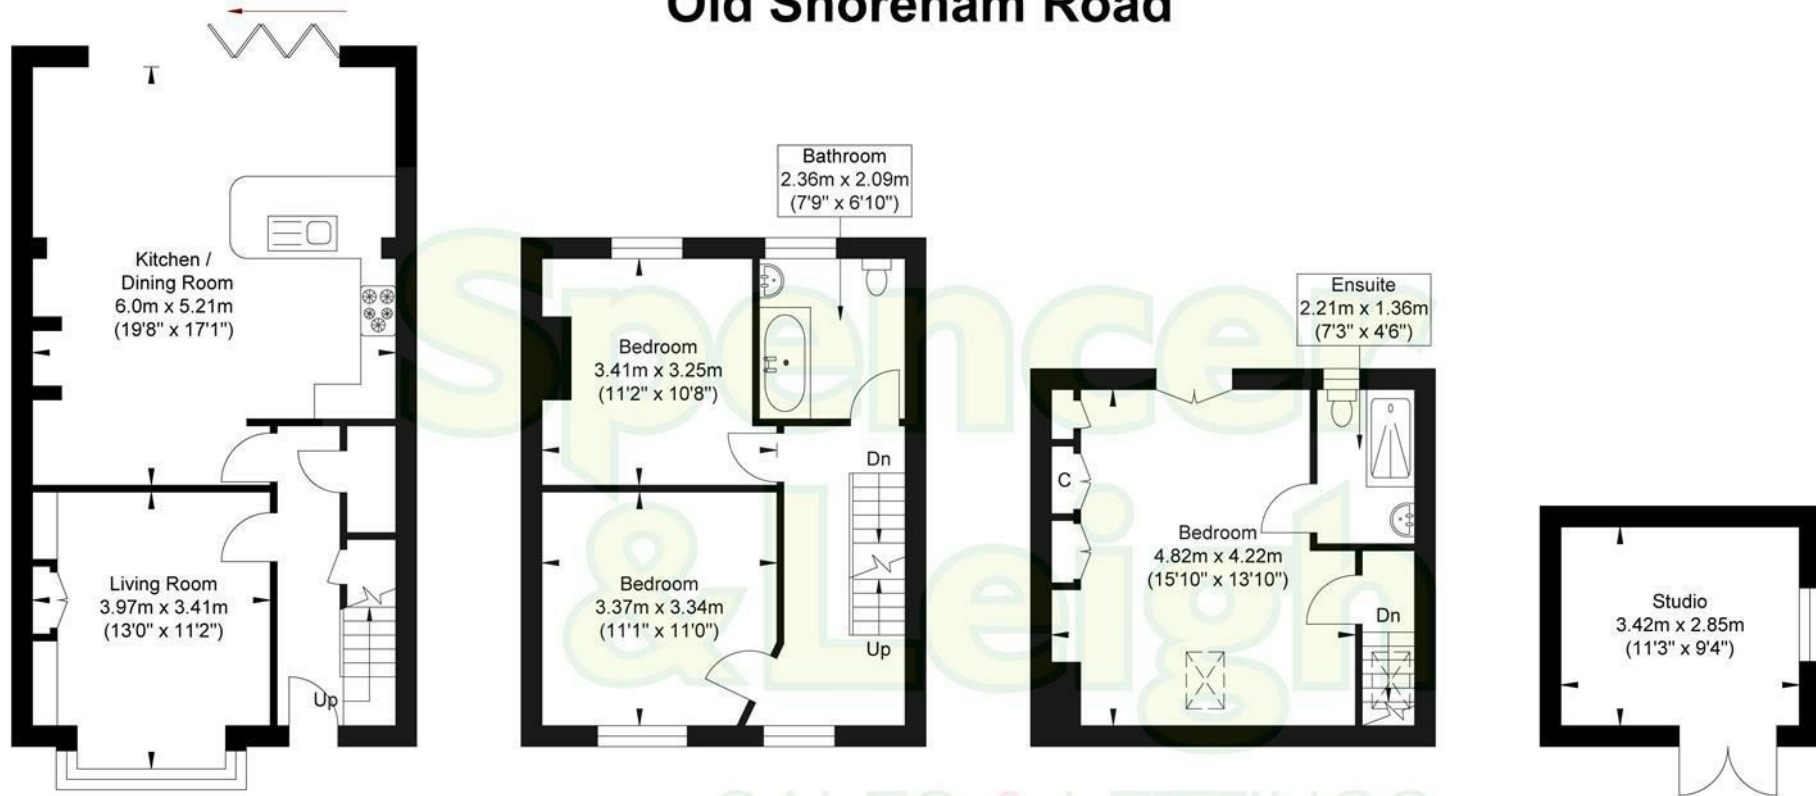 Old Shoreham Road
Kitchen /
Dining Room
6.0m x 5.21m
(19'8" x 17'1")
Living Room
3.97m x 3.41m
(13'0" x 11'2")
Up
Bathroom
2.36m x 2.09m
(7'9" x 6'10")
Bedroom
3.41m x 3.25m
(11'2" x 10'8")
Dn
Bedroom
3.37m x 3.34m
(11'1" x 11'0")
Up
Ensuite
2.21m x 1.36m
(7'3" x 4'6")
C
Bedroom
4.82m x 4.22m
(15'10" x 13'10")
Dn
Studio
3.42m x 2.85m
(11'3" x 9'4")
Spencer
& Leigh
SALES & LETTINGS